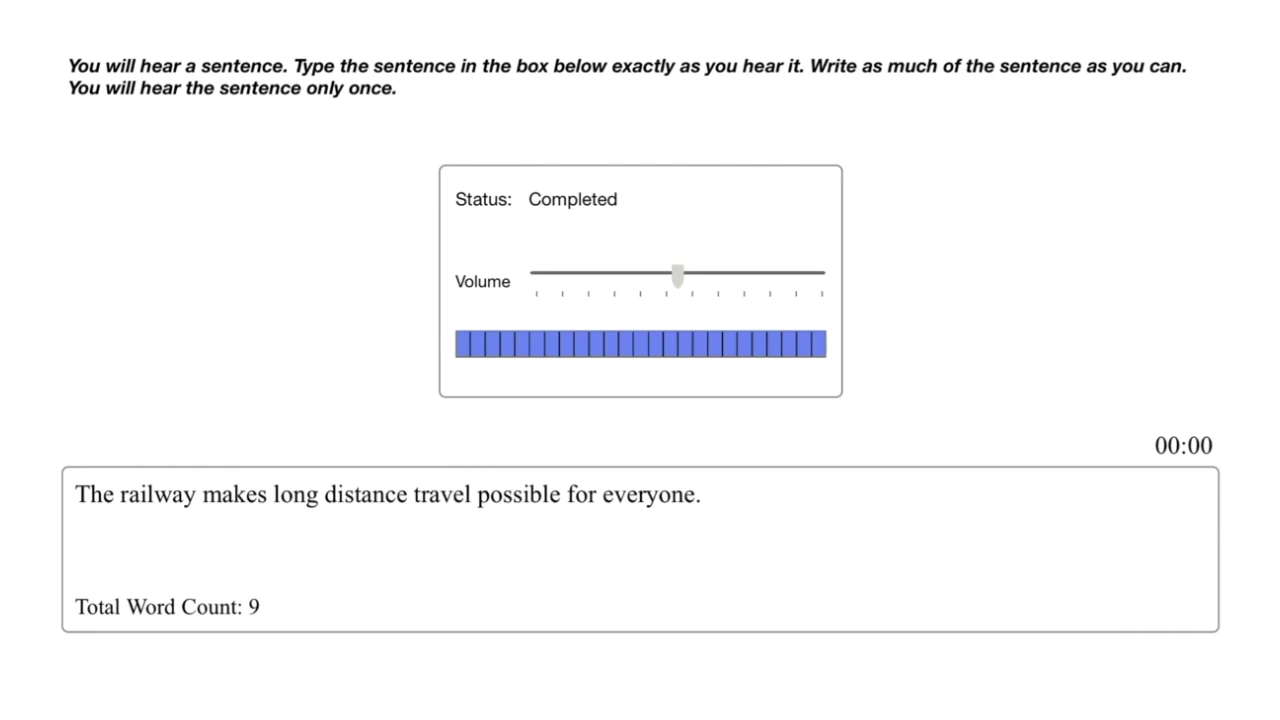 You will hear a sentence. Type the sentence in the box below exactly as you hear it. Write as much of the sentence as you can.
You will hear the sentence only once.
Status: Completed
Volume
00:00
The railway makes long distance travel possible for everyone.
Total Word Count: 9